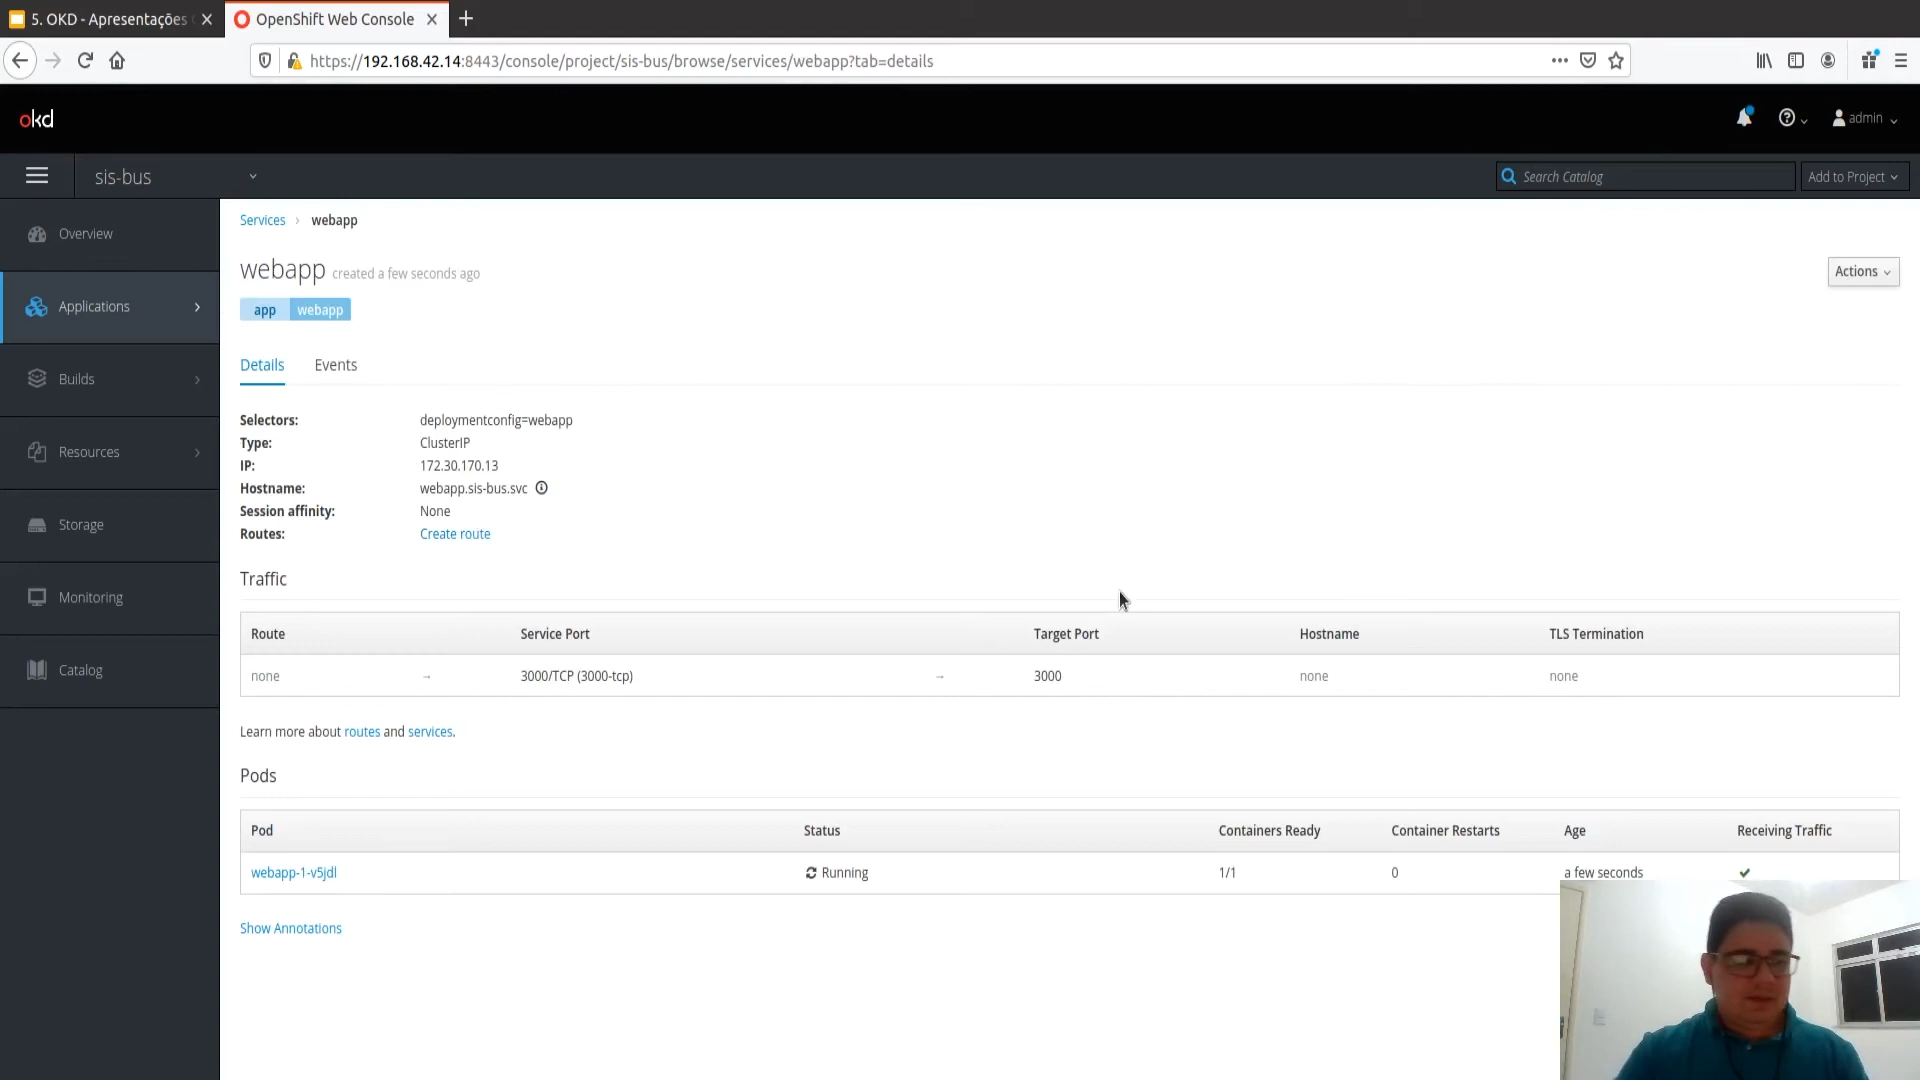 5. OKD - Apresentações
OpenShift Web Console
https://192.168.42.14:8443/console/project/sis-bus/browse/services/webapp?tab=details
okd
admin
sis-bus
Search Catalog
Add to Project
Overview
Applications
Builds
Resources
Storage
Monitoring
Catalog
Services > webapp
webapp created a few seconds ago
Actions
app webapp
Details Events
Selectors: deploymentconfig=webapp
Type: ClusterIP
IP: 172.30.170.13
Hostname: webapp.sis-bus.svc
Session affinity: None
Routes: Create route
Traffic
Route Service Port Target Port Hostname TLS Termination
none → 3000/TCP (3000-tcp) → 3000 none none
Learn more about routes and services.
Pods
Pod Status Containers Ready Container Restarts Age Receiving Traffic
webapp-1-v5jdl Running 1/1 0 a few seconds
Show Annotations